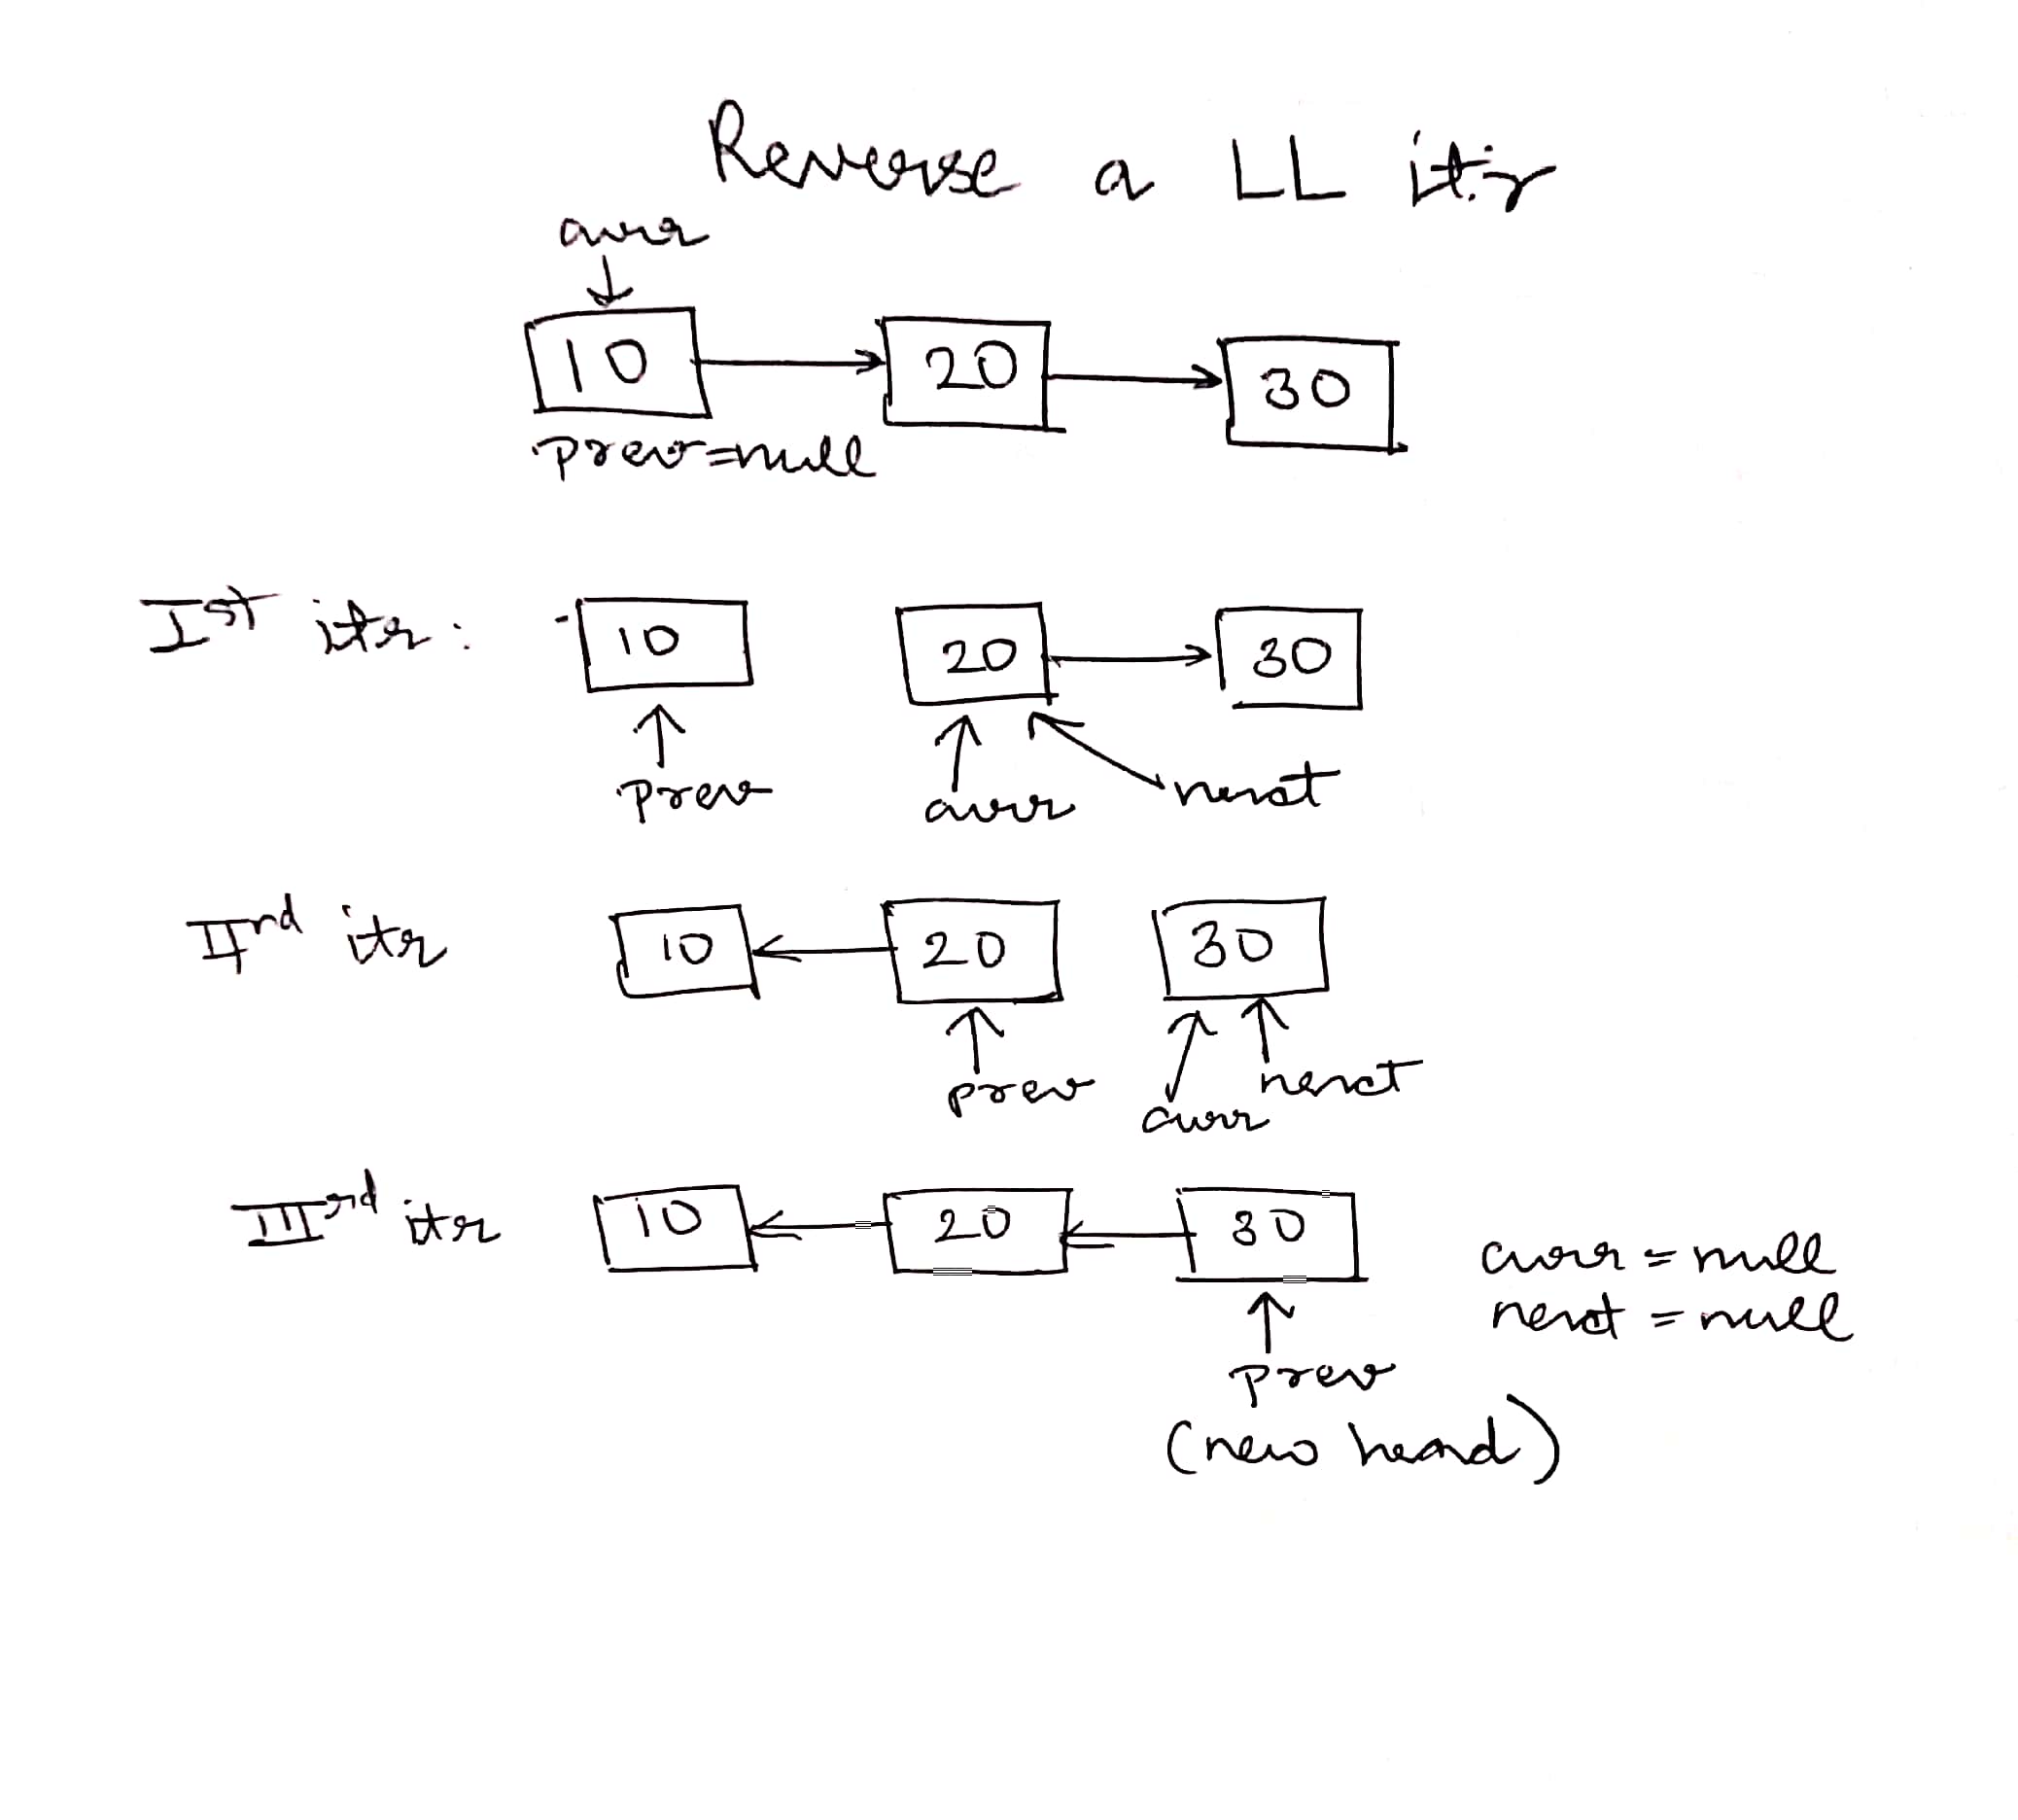 Reverse a LL itr
curr
10 20 30
prev=null
Ist itr: 10 20 30
prev curr next
IInd itr 10 20 30
prev curr next
IIIrd itr 10 20 30
curr = null
next = null
prev
(new head)